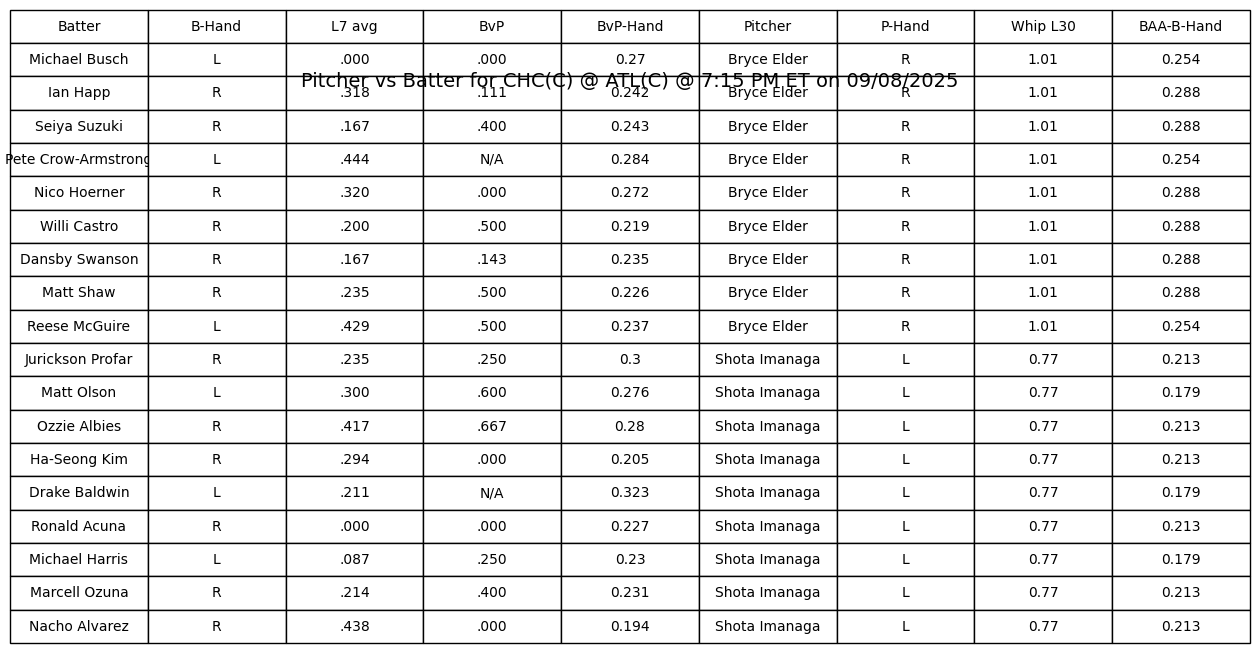 Batter B-Hand L7 avg BvP BvP-Hand Pitcher P-Hand Whip L30 BAA-B-Hand
Michael Busch L .000 .000 0.27 Bryce Elder R 1.01 0.254
Pitcher vs Batter for CHC(C) @ ATL(C) @ 7:15 PM ET on 09/08/2025
Ian Happ R .318 .111 0.242 Bryce Elder R 1.01 0.288
Seiya Suzuki R .167 .400 0.243 Bryce Elder R 1.01 0.288
Pete Crow-Armstrong L .444 N/A 0.284 Bryce Elder R 1.01 0.254
Nico Hoerner R .320 .000 0.272 Bryce Elder R 1.01 0.288
Willi Castro R .200 .500 0.219 Bryce Elder R 1.01 0.288
Dansby Swanson R .167 .143 0.235 Bryce Elder R 1.01 0.288
Matt Shaw R .235 .500 0.226 Bryce Elder R 1.01 0.288
Reese McGuire L .429 .500 0.237 Bryce Elder R 1.01 0.254
Jurickson Profar R .235 .250 0.3 Shota Imanaga L 0.77 0.213
Matt Olson L .300 .600 0.276 Shota Imanaga L 0.77 0.179
Ozzie Albies R .417 .667 0.28 Shota Imanaga L 0.77 0.213
Ha-Seong Kim R .294 .000 0.205 Shota Imanaga L 0.77 0.213
Drake Baldwin L .211 N/A 0.323 Shota Imanaga L 0.77 0.179
Ronald Acuna R .000 .000 0.227 Shota Imanaga L 0.77 0.213
Michael Harris L .087 .250 0.23 Shota Imanaga L 0.77 0.179
Marcell Ozuna R .214 .400 0.231 Shota Imanaga L 0.77 0.213
Nacho Alvarez R .438 .000 0.194 Shota Imanaga L 0.77 0.213